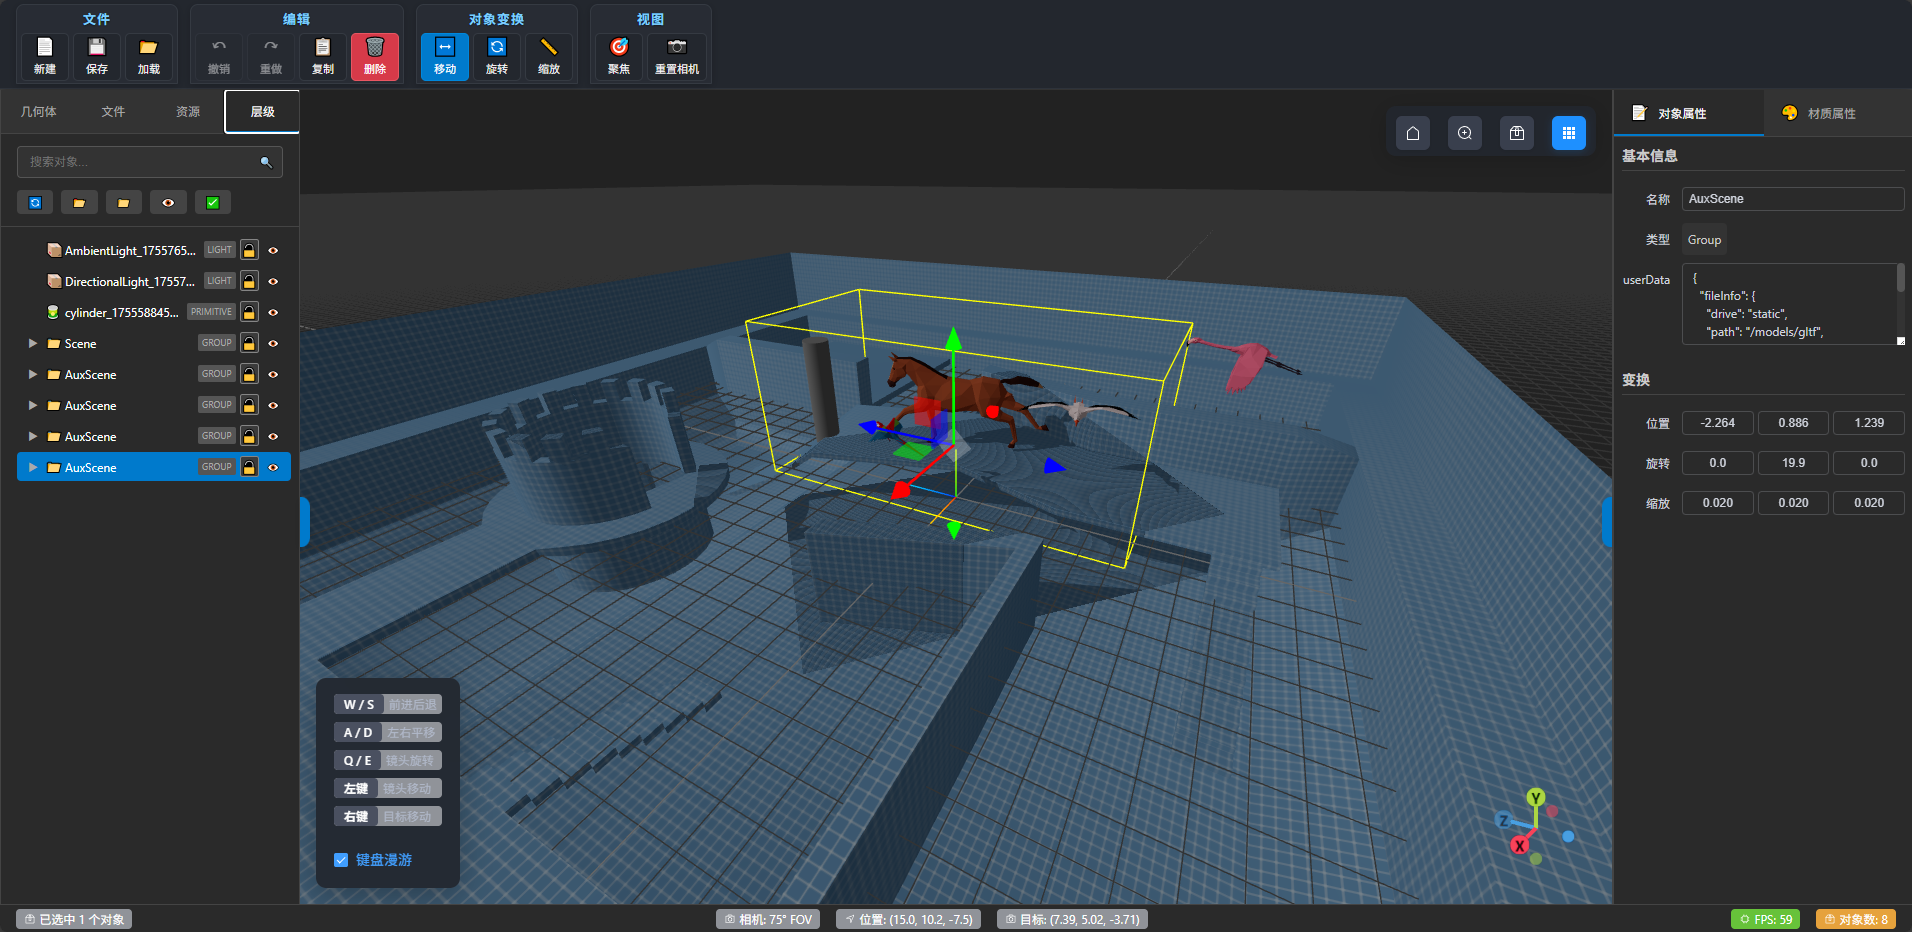 文件
编辑
对象变换
视图
新建 保存 加载
撤销 重做 复制 删除
移动 旋转 缩放
聚焦 重置相机
几何体 文件 资源 层级
搜索对象...
AmbientLight_1755765... LIGHT
DirectionalLight_17557... LIGHT
cylinder_175558845... PRIMITIVE
Scene GROUP
AuxScene GROUP
AuxScene GROUP
AuxScene GROUP
AuxScene GROUP
W / S 前进后退
A / D 左右平移
Q / E 镜头旋转
左键 镜头移动
右键 目标移动
键盘漫游
Y
Z
X
对象属性 材质属性
基本信息
名称 AuxScene
类型 Group
userData {
"fileInfo": {
"drive": "static",
"path": "/models/gltf",
变换
位置 -2.264 0.886 1.239
旋转 0.0 19.9 0.0
缩放 0.020 0.020 0.020
已选中 1 个对象
相机: 75° FOV
位置: (15.0, 10.2, -7.5)
目标: (7.39, 5.02, -3.71)
FPS: 59
对象数: 8